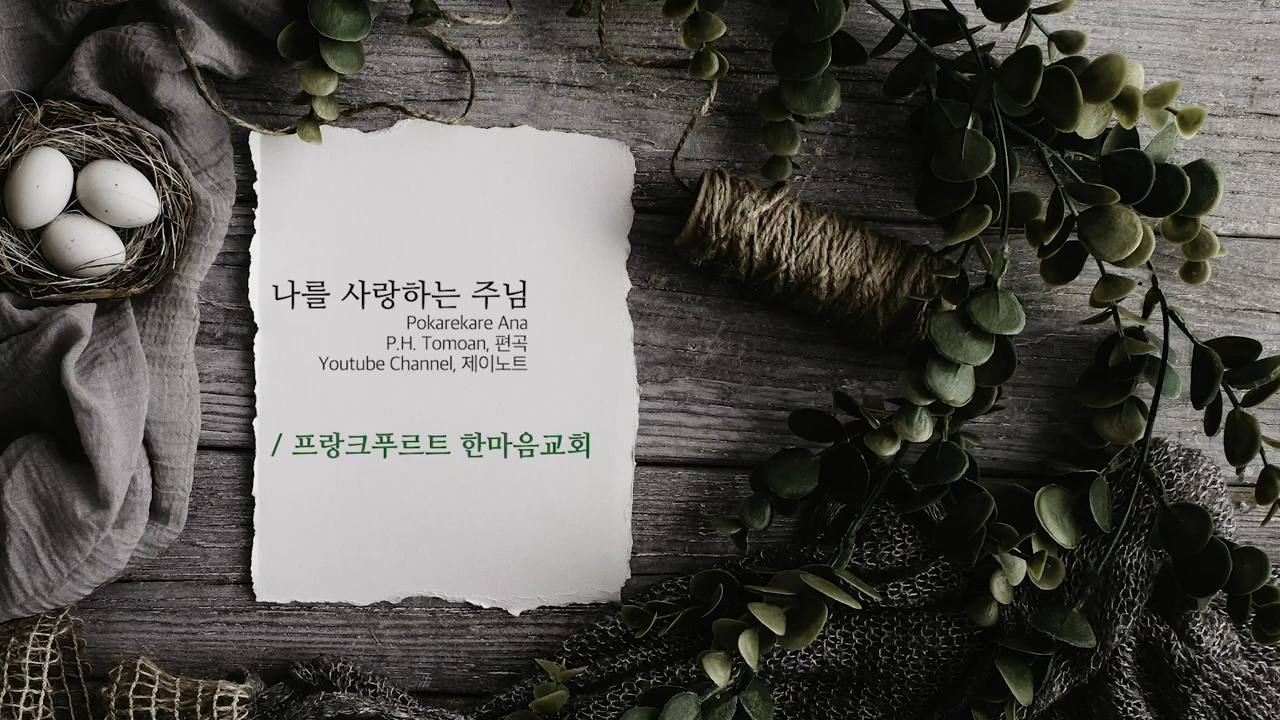 나를 사랑하는 주님
Pokarekare Ana
P.H. Tomoan, 편곡
Youtube Channel, 제이노트
/ 프랑크푸르트 한마음교회